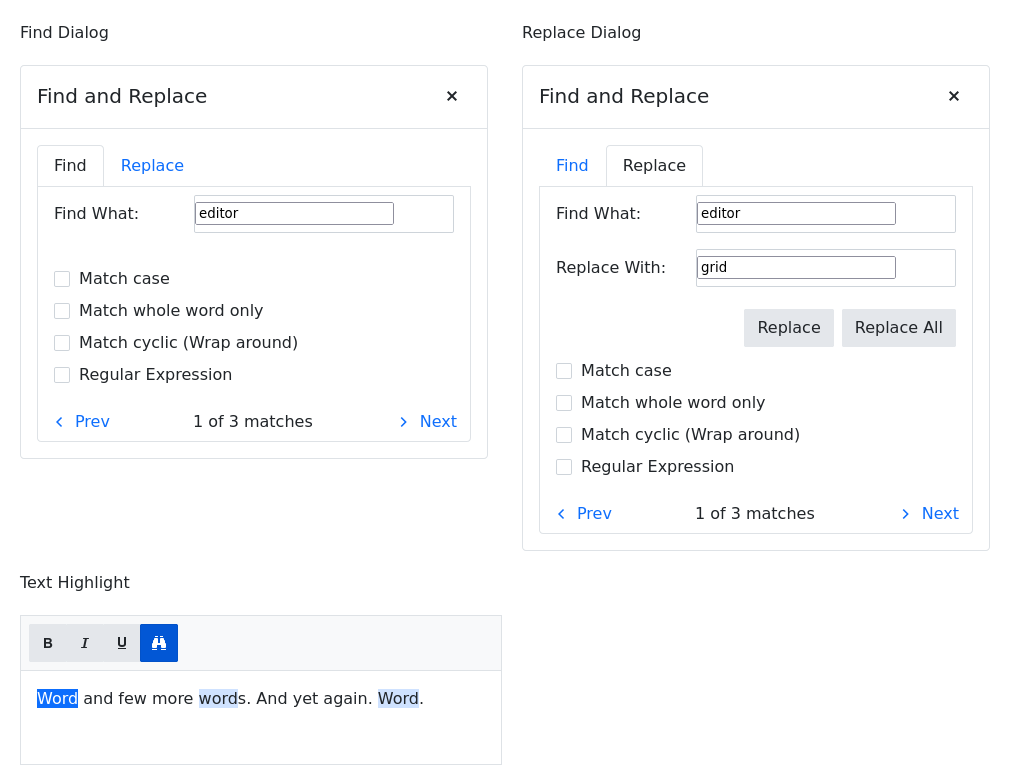 Find Dialog
Find and Replace
Find Replace
Find What: editor
Match case
Match whole word only
Match cyclic (Wrap around)
Regular Expression
Prev 1 of 3 matches Next
Replace Dialog
Find and Replace
Find Replace
Find What: editor
Replace With: grid
Replace Replace All
Match case
Match whole word only
Match cyclic (Wrap around)
Regular Expression
Prev 1 of 3 matches Next
Text Highlight
B I U
Word and few more words. And yet again. Word.